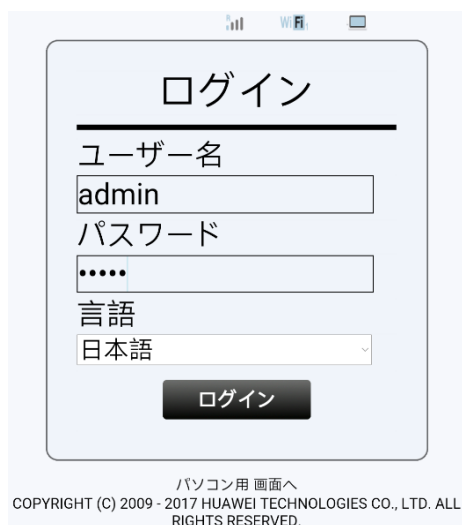 WiFi
ログイン
ユーザー名
admin
パスワード
•••••
言語
日本語
ログイン
パソコン用 画面へ
COPYRIGHT (C) 2009 - 2017 HUAWEI TECHNOLOGIES CO., LTD. ALL
RIGHTS RESERVED.